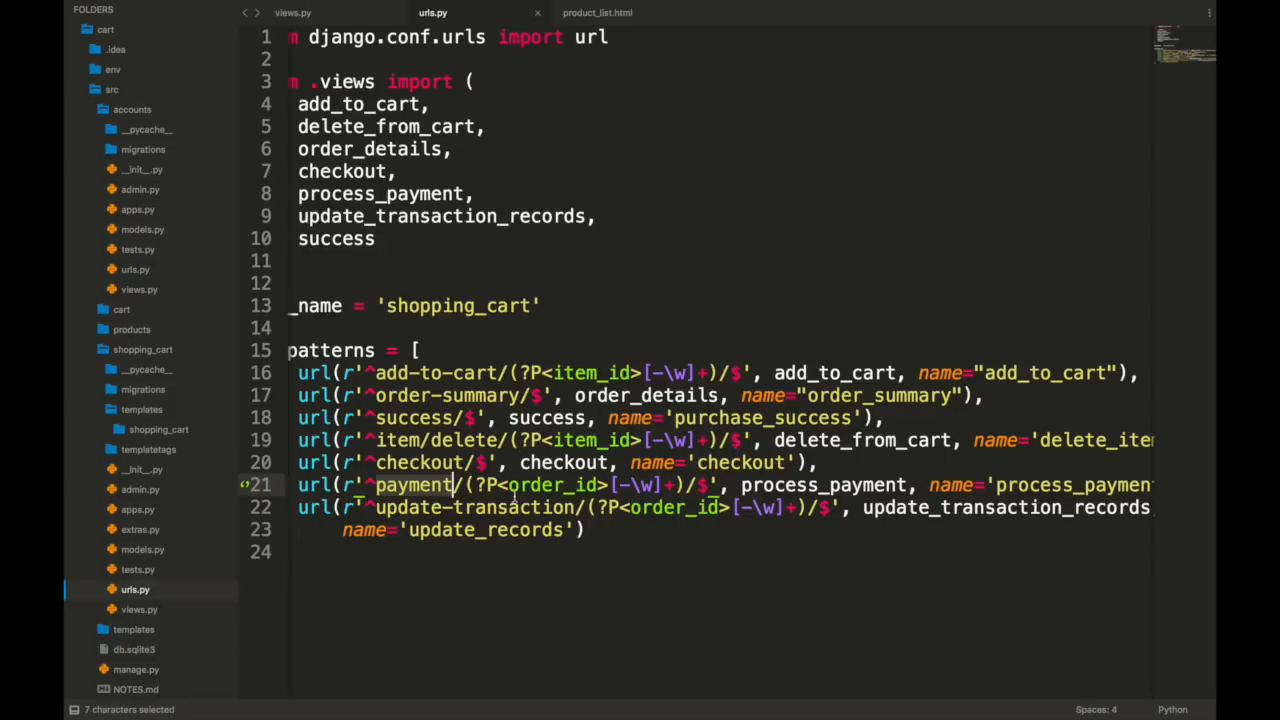 FOLDERS
cart
.idea
env
src
accounts
__pycache__
migrations
__init__.py
admin.py
apps.py
models.py
tests.py
urls.py
views.py
cart
products
shopping_cart
__pycache__
migrations
templates
shopping_cart
templatetags
__init__.py
admin.py
apps.py
extras.py
models.py
tests.py
urls.py
views.py
templates
db.sqlite3
manage.py
NOTES.md
views.py urls.py × product_list.html
1 m django.conf.urls import url
2
3 m .views import (
4 add_to_cart,
5 delete_from_cart,
6 order_details,
7 checkout,
8 process_payment,
9 update_transaction_records,
10 success
11
12
13 _name = 'shopping_cart'
14
15 patterns = [
16 url(r'^add-to-cart/(?P<item_id>[-\w]+)/$', add_to_cart, name="add_to_cart"),
17 url(r'^order-summary/$', order_details, name="order_summary"),
18 url(r'^success/$', success, name='purchase_success'),
19 url(r'^item/delete/(?P<item_id>[-\w]+)/$', delete_from_cart, name='delete_ite
20 url(r'^checkout/$', checkout, name='checkout'),
21 url(r'^payment/(?P<order_id>[-\w]+)/$', process_payment, name='process_payment
22 url(r'^update-transaction/(?P<order_id>[-\w]+)/$', update_transaction_records
23 name='update_records')
24
7 characters selected Spaces: 4 Python